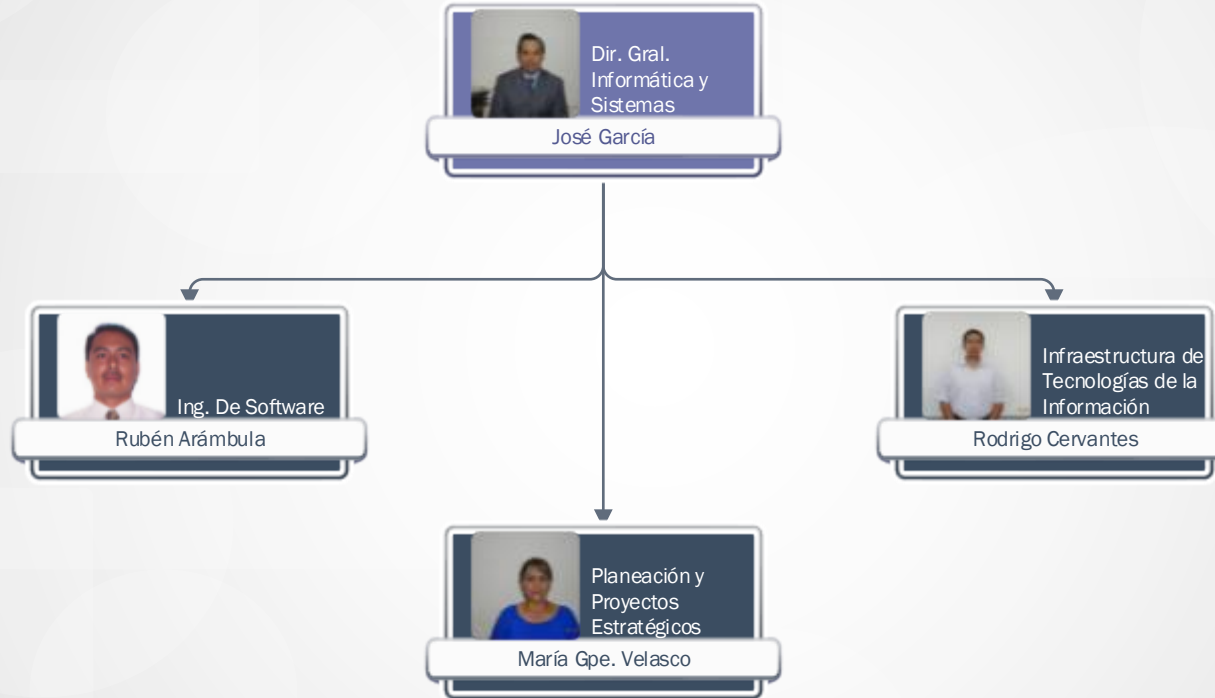 Dir. Gral.
Informática y
Sistemas
José García
Ing. De Software
Rubén Arámbula
Infraestructura de
Tecnologías de la
Información
Rodrigo Cervantes
Planeación y
Proyectos
Estratégicos
María Gpe. Velasco